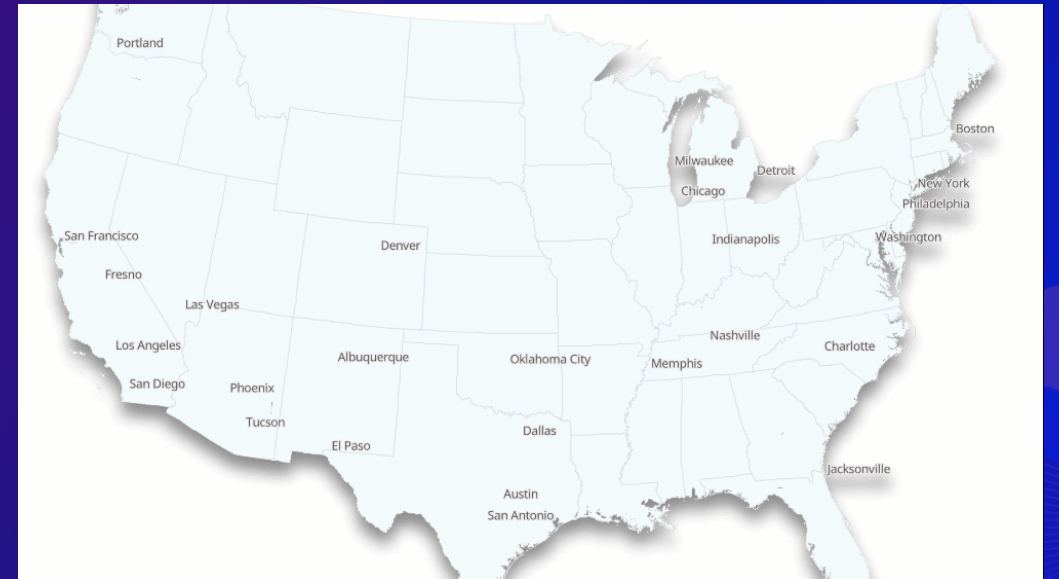 Portland
Boston
Milwaukee
Detroit
Chicago
New York
Philadelphia
San Francisco
Denver
Indianapolis
Washington
Fresno
Las Vegas
Los Angeles
Albuquerque
Oklahoma City
Nashville
Memphis
Charlotte
San Diego
Phoenix
Tucson
Dallas
El Paso
Jacksonville
Austin
San Antonio